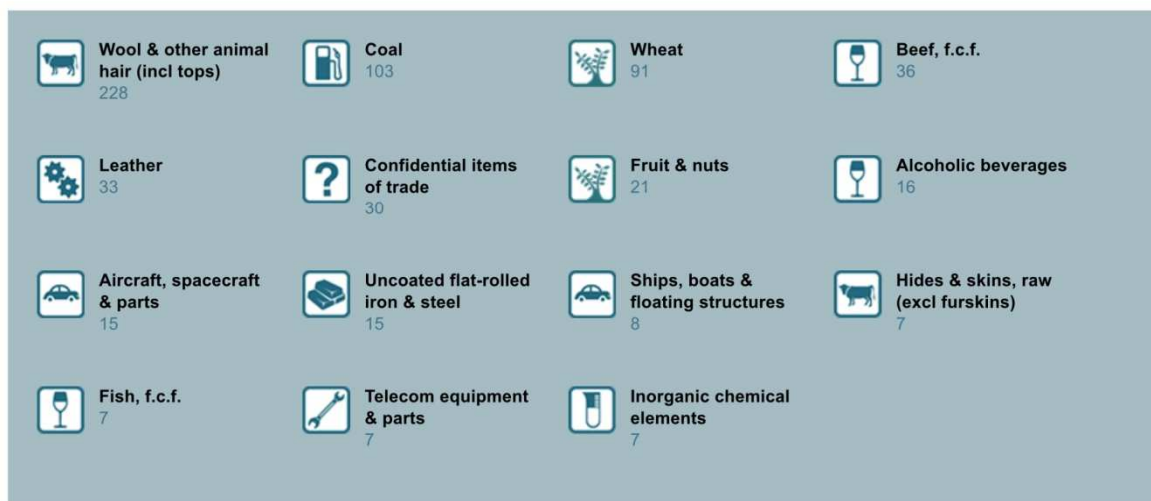 Wool & other animal
hair (incl tops)
228
Coal
103
Wheat
91
Beef, f.c.f.
36
Leather
33
?
Confidential items
of trade
30
Fruit & nuts
21
Alcoholic beverages
16
Aircraft, spacecraft
& parts
15
Uncoated flat-rolled
iron & steel
15
Ships, boats &
floating structures
8
Hides & skins, raw
(excl furskins)
7
Fish, f.c.f.
7
Telecom equipment
& parts
7
Inorganic chemical
elements
7